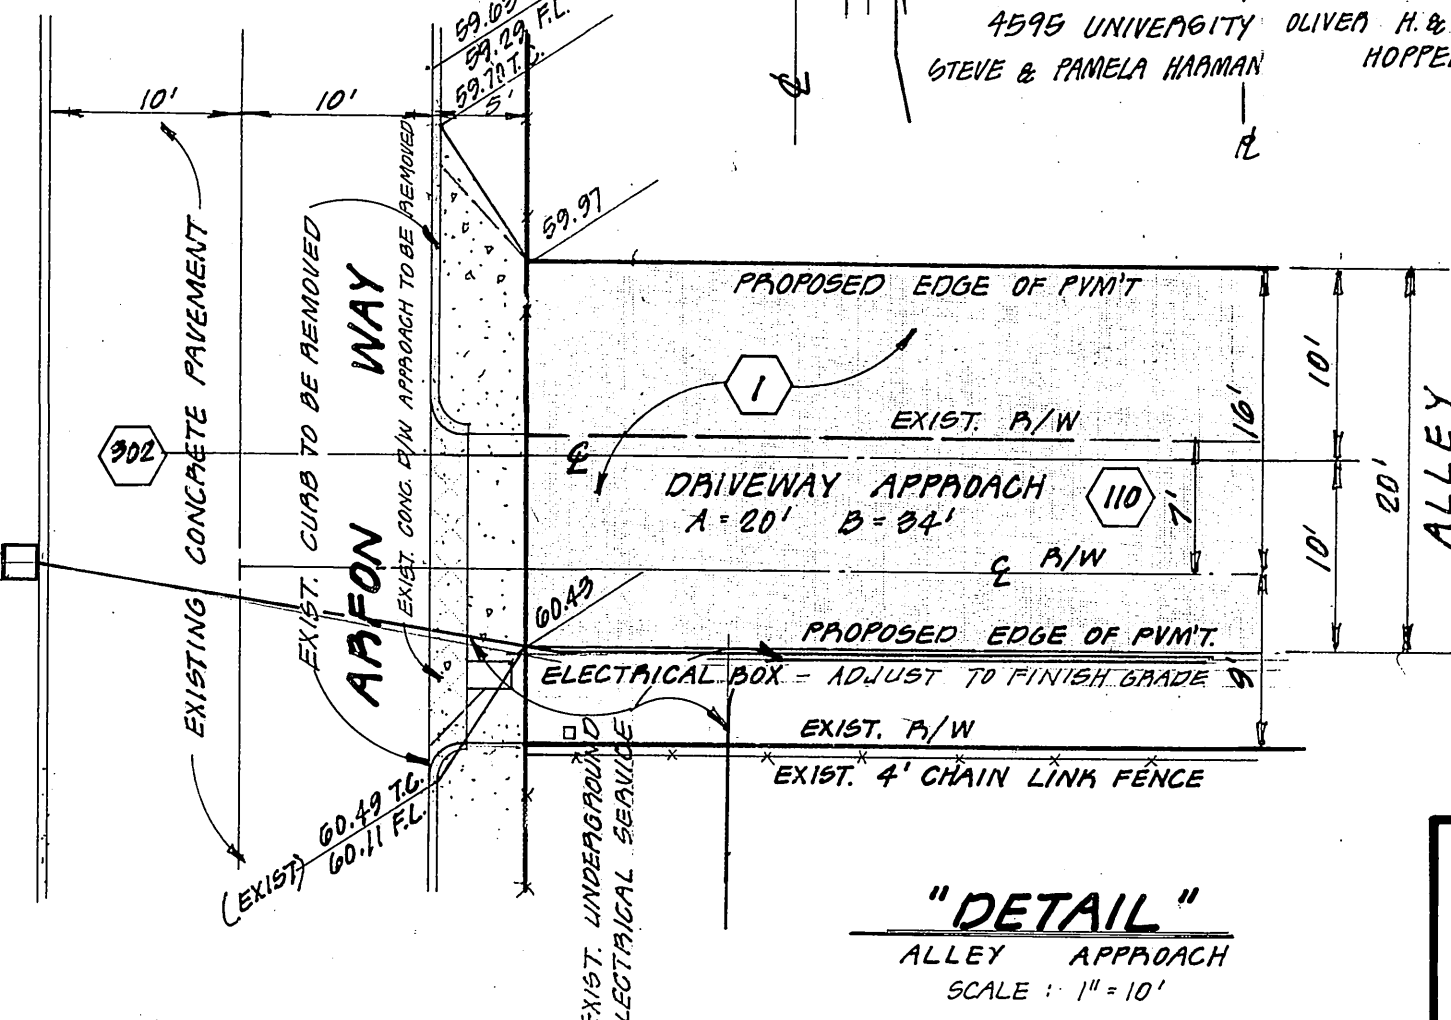 59.29 F.L.
59.70 T.C.
4595 UNIVERSITY
STEVE & PAMELA HARMAN
OLIVER H. &
10'
10'
5'
59.97
PROPOSED EDGE OF PVM'T
EXISTING CONCRETE PAVEMENT
EXIST. CURB TO BE REMOVED
ARFON WAY
EXIST. CONC. D/W APPROACH TO BE REMOVED
1
302
EXIST. R/W
℄
DRIVEWAY APPROACH
A = 20' B = 34'
110
7'
16'
10'
10'
20'
ALLEY
℄ R/W
60.43
PROPOSED EDGE OF PVM'T.
ELECTRICAL BOX - ADJUST TO FINISH GRADE
9'
EXIST. R/W
EXIST. 4' CHAIN LINK FENCE
60.49 T.C.
60.11 F.L.
(EXIST)
EXIST. UNDERGROUND
LECTRICAL SERVICE
"DETAIL"
ALLEY APPROACH
SCALE : 1" = 10'